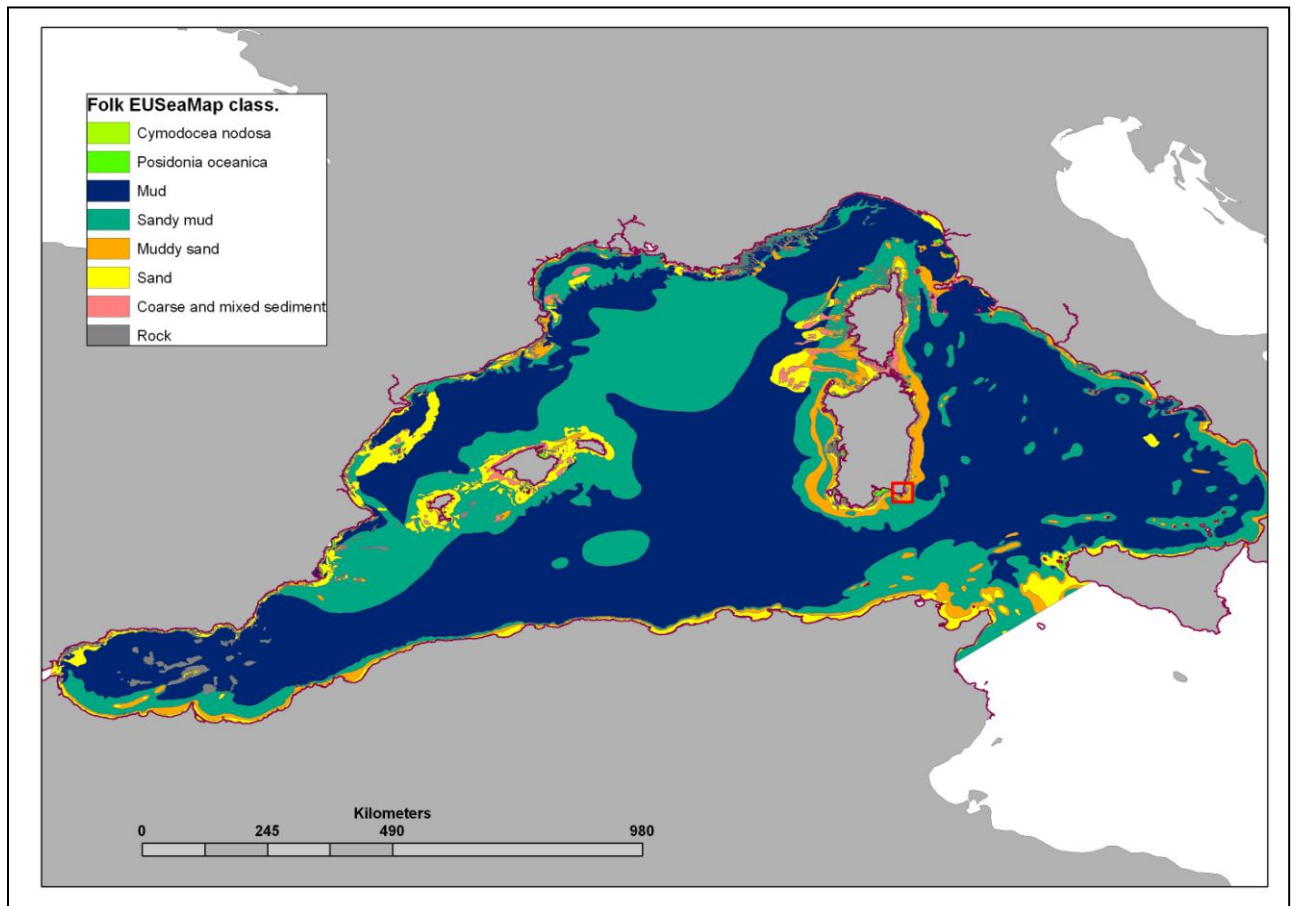 Folk EUSeaMap class.
Cymodocea nodosa
Posidonia oceanica
Mud
Sandy mud
Muddy sand
Sand
Coarse and mixed sediment
Rock
Kilometers
0 245 490 980